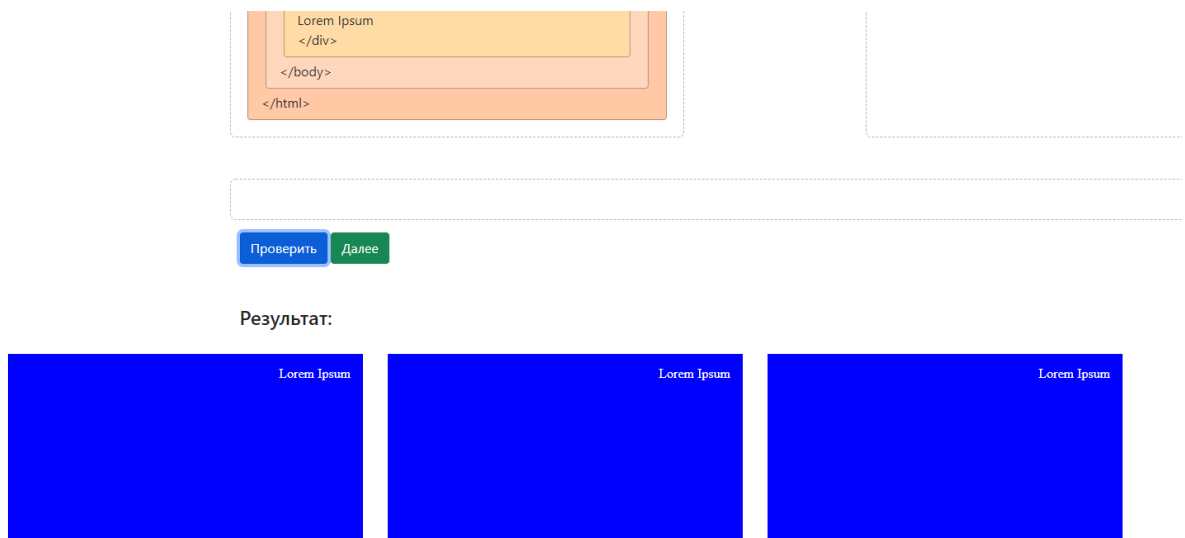 Lorem Ipsum
</div>
</body>
</html>
Проверить Далее
Результат:
Lorem Ipsum Lorem Ipsum Lorem Ipsum